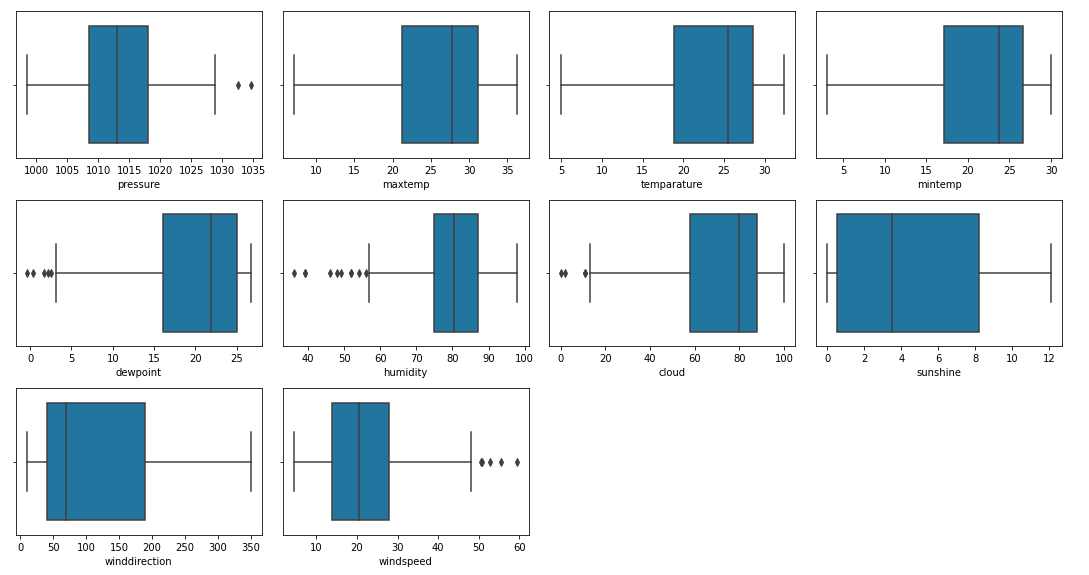 1000 1005 1010 1015 1020 1025 1030 1035
pressure
10 15 20 25 30 35
maxtemp
5 10 15 20 25 30
temparature
5 10 15 20 25 30
mintemp
0 5 10 15 20 25
dewpoint
40 50 60 70 80 90 100
humidity
0 20 40 60 80 100
cloud
0 2 4 6 8 10 12
sunshine
0 50 100 150 200 250 300 350
winddirection
10 20 30 40 50 60
windspeed